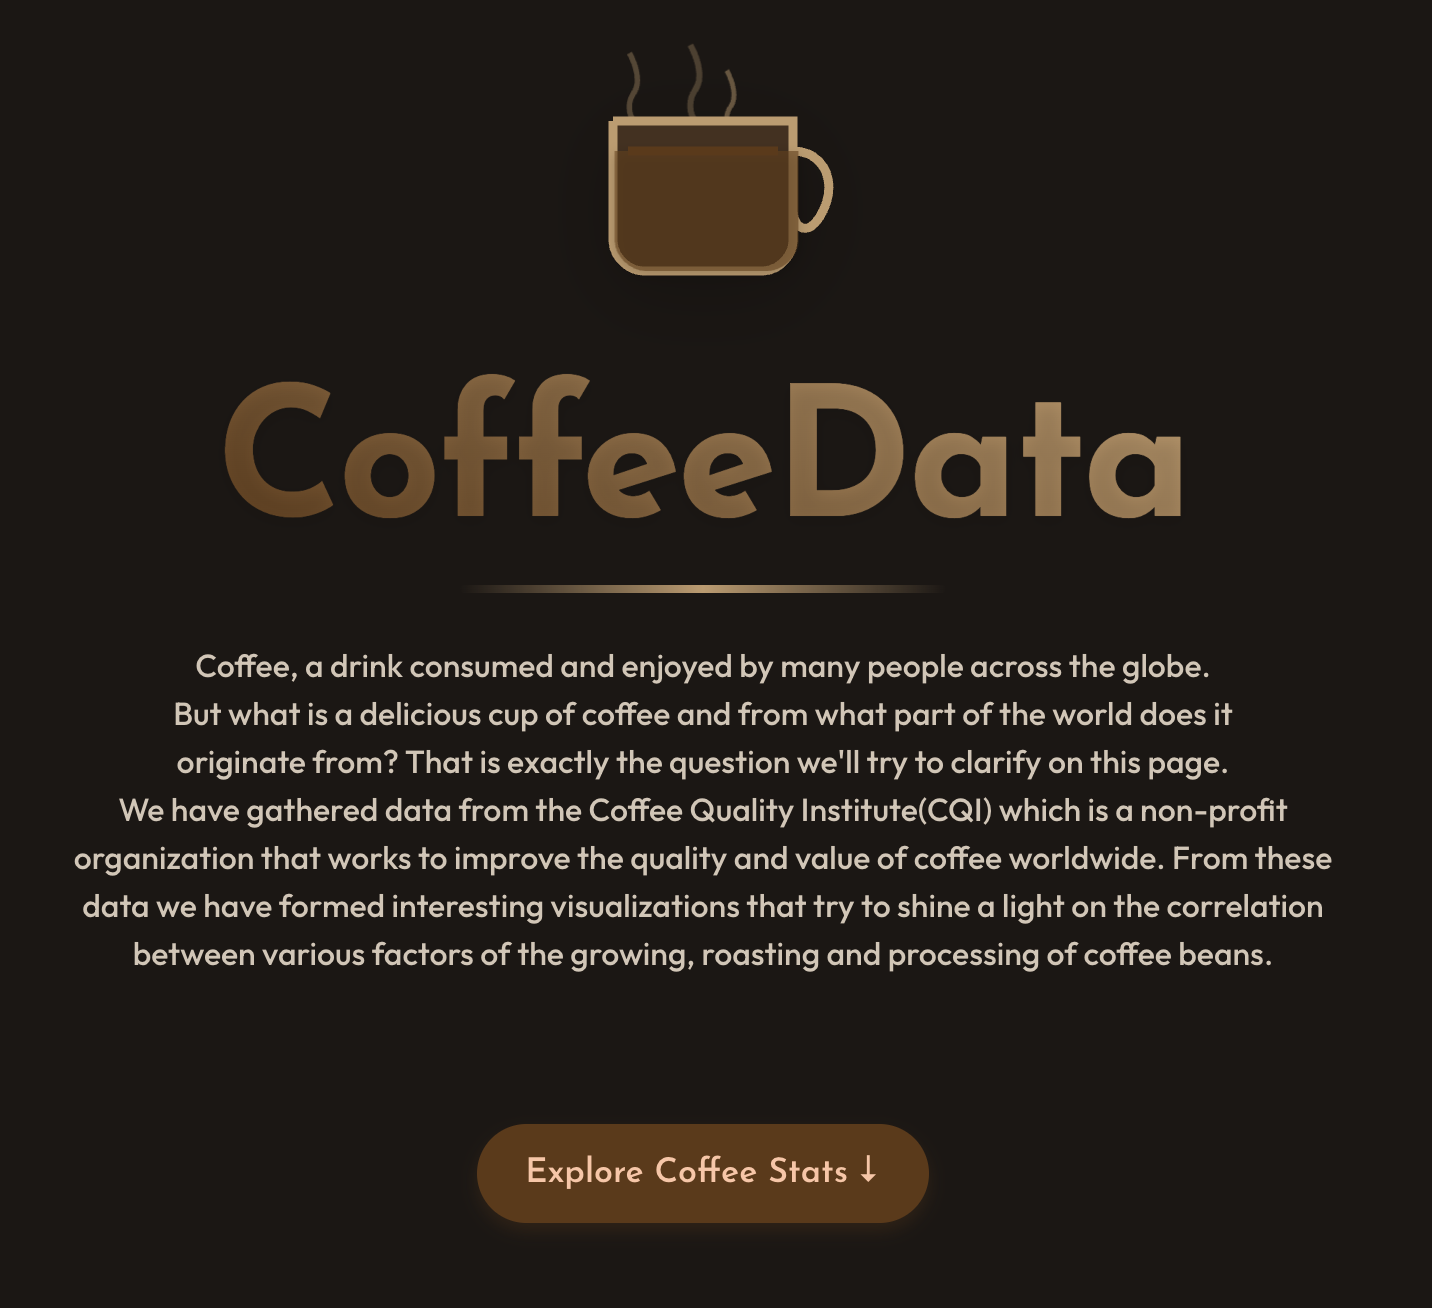 CoffeeData
Coffee, a drink consumed and enjoyed by many people across the globe.
But what is a delicious cup of coffee and from what part of the world does it
originate from? That is exactly the question we'll try to clarify on this page.
We have gathered data from the Coffee Quality Institute(CQI) which is a non-profit
organization that works to improve the quality and value of coffee worldwide. From these
data we have formed interesting visualizations that try to shine a light on the correlation
between various factors of the growing, roasting and processing of coffee beans.
Explore Coffee Stats ↓